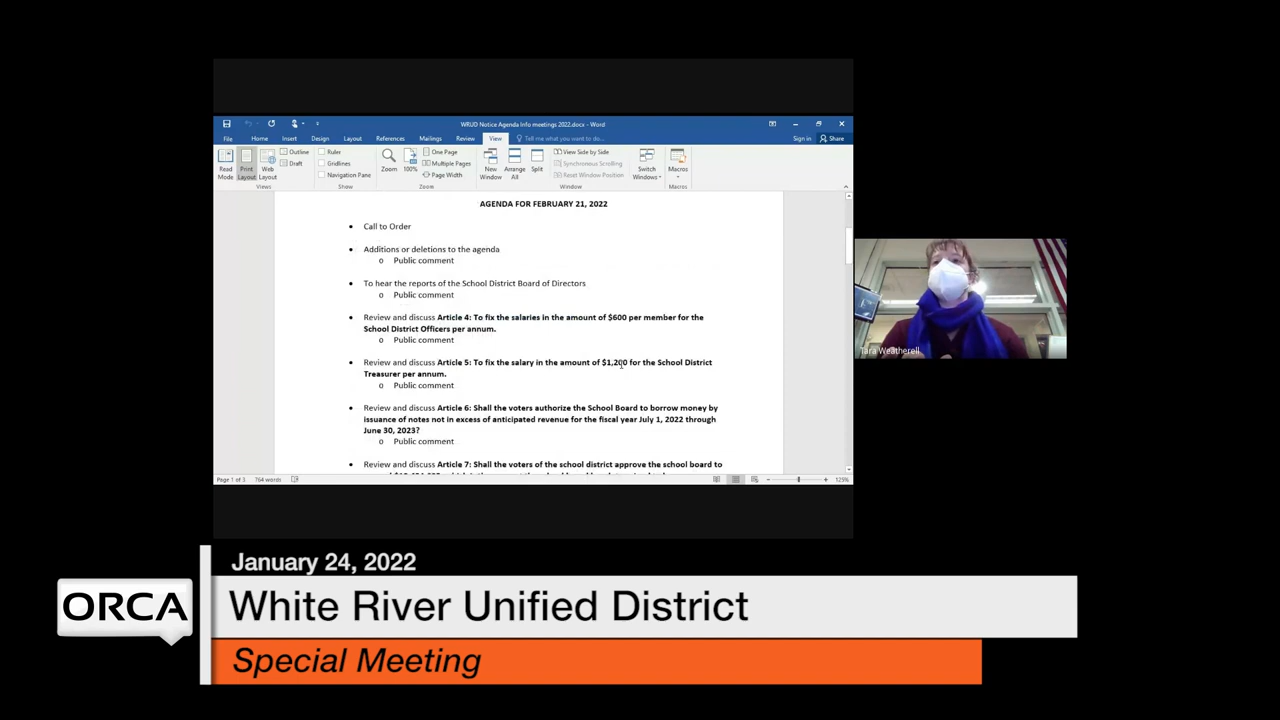 WRUD Notice Agenda Info meetings 2022.docx - Word
File Home Insert Design Layout References Mailings Review View Tell me what you want to do... Sign in Share
Read Mode
Print Layout
Web Layout
Outline
Draft
Views
Ruler
Gridlines
Navigation Pane
Show
Zoom
100%
One Page
Multiple Pages
Page Width
Zoom
New Window
Arrange All
Split
View Side by Side
Synchronous Scrolling
Reset Window Position
Window
Switch Windows
Macros
Macros
AGENDA FOR FEBRUARY 21, 2022
• Call to Order
• Additions or deletions to the agenda
o Public comment
• To hear the reports of the School District Board of Directors
o Public comment
• Review and discuss Article 4: To fix the salaries in the amount of $600 per member for the
School District Officers per annum.
o Public comment
• Review and discuss Article 5: To fix the salary in the amount of $1,200 for the School District
Treasurer per annum.
o Public comment
• Review and discuss Article 6: Shall the voters authorize the School Board to borrow money by
issuance of notes not in excess of anticipated revenue for the fiscal year July 1, 2022 through
June 30, 2023?
o Public comment
• Review and discuss Article 7: Shall the voters of the school district approve the school board to
Page 1 of 3 764 words
125%
Tara Weatherell
January 24, 2022
ORCA
White River Unified District
Special Meeting